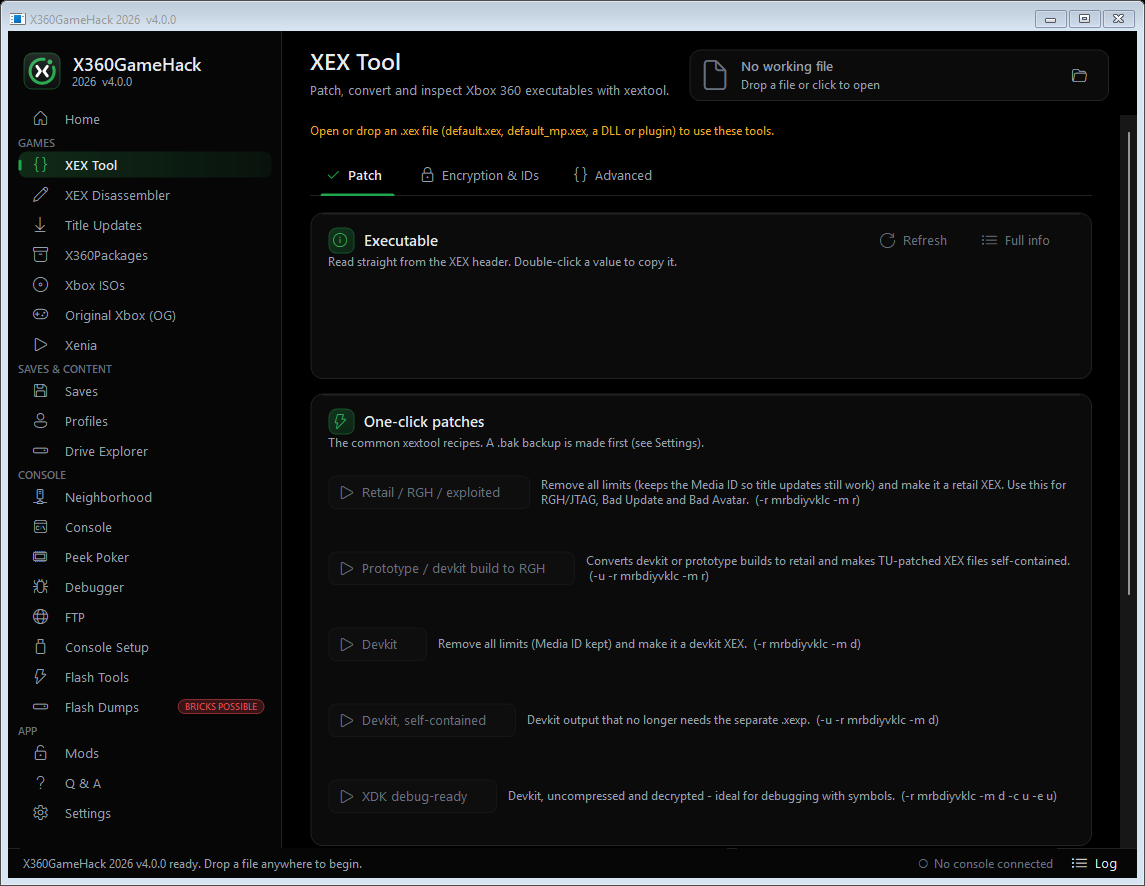 X360GameHack 2026 v4.0.0
X360GameHack
2026 v4.0.0
Home
GAMES
XEX Tool
XEX Disassembler
Title Updates
X360Packages
Xbox ISOs
Original Xbox (OG)
Xenia
SAVES & CONTENT
Saves
Profiles
Drive Explorer
CONSOLE
Neighborhood
Console
Peek Poker
Debugger
FTP
Console Setup
Flash Tools
Flash Dumps
BRICKS POSSIBLE
APP
Mods
Q & A
Settings
XEX Tool
Patch, convert and inspect Xbox 360 executables with xextool.
No working file
Drop a file or click to open
Open or drop an .xex file (default.xex, default_mp.xex, a DLL or plugin) to use these tools.
Patch
Encryption & IDs
Advanced
Executable
Refresh
Full info
Read straight from the XEX header. Double-click a value to copy it.
One-click patches
The common xextool recipes. A .bak backup is made first (see Settings).
Retail / RGH / exploited
Remove all limits (keeps the Media ID so title updates still work) and make it a retail XEX. Use this for
RGH/JTAG, Bad Update and Bad Avatar. (-r mrbdiyvklc -m r)
Prototype / devkit build to RGH
Converts devkit or prototype builds to retail and makes TU-patched XEX files self-contained.
(-u -r mrbdiyvklc -m r)
Devkit
Remove all limits (Media ID kept) and make it a devkit XEX. (-r mrbdiyvklc -m d)
Devkit, self-contained
Devkit output that no longer needs the separate .xexp. (-u -r mrbdiyvklc -m d)
XDK debug-ready
Devkit, uncompressed and decrypted - ideal for debugging with symbols. (-r mrbdiyvklc -m d -c u -e u)
X360GameHack 2026 v4.0.0 ready. Drop a file anywhere to begin.
No console connected
Log